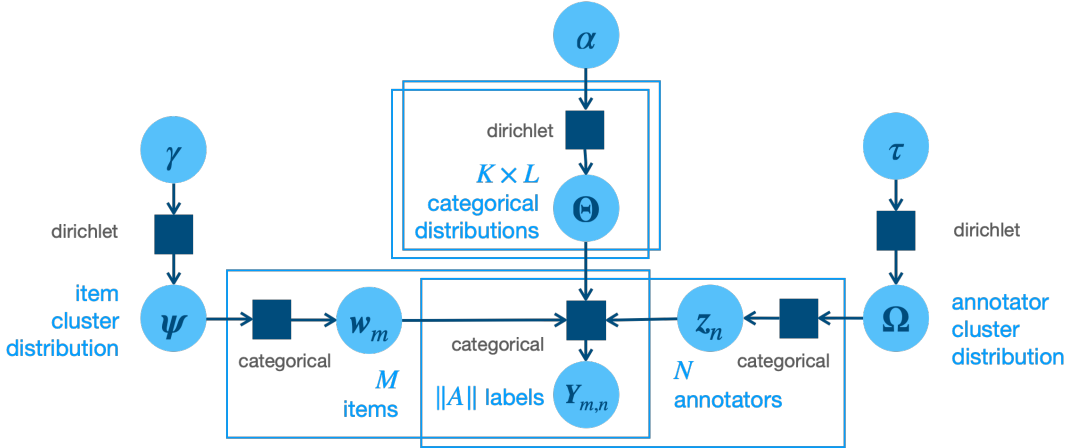 α
dirichlet
γ
τ
K × L
categorical
distributions
Θ
dirichlet
dirichlet
item
cluster
distribution
ψ
categorical
w_m
categorical
z_n
categorical
Ω
annotator
cluster
distribution
M
items
‖A‖ labels
Y_{m,n}
N
annotators